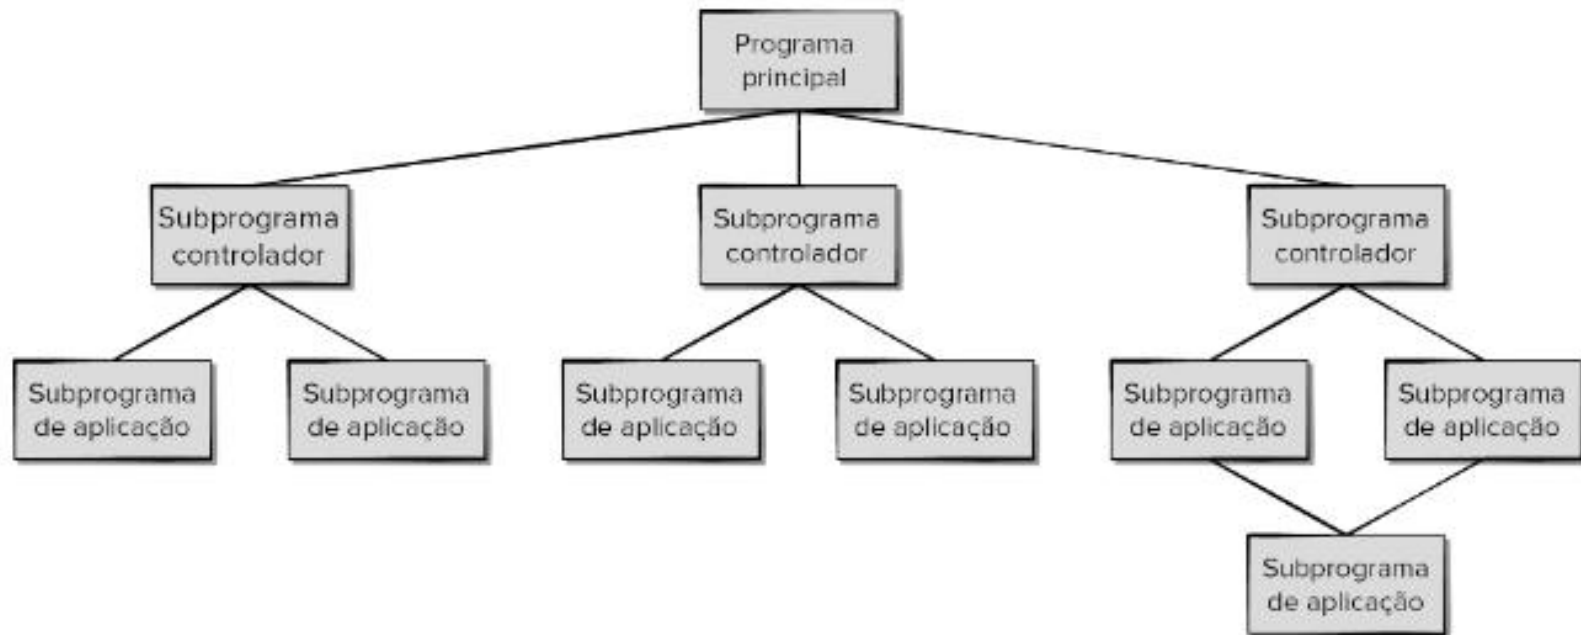 Programa
principal
Subprograma
controlador
Subprograma
controlador
Subprograma
controlador
Subprograma
de aplicação
Subprograma
de aplicação
Subprograma
de aplicação
Subprograma
de aplicação
Subprograma
de aplicação
Subprograma
de aplicação
Subprograma
de aplicação